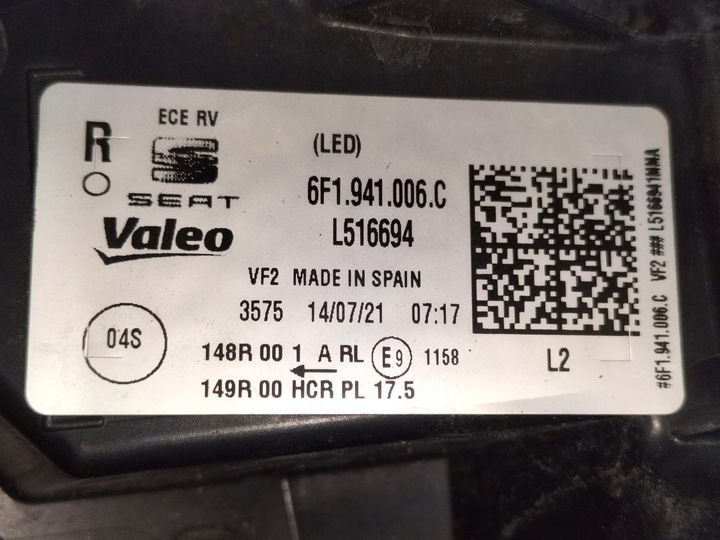 R
ECE RV
SEAT
Valeo
(LED)
6F1.941.006.C
L516694
VF2 MADE IN SPAIN
3575 14/07/21 07:17
04S
148R 00 1 A RL E9 1158
149R 00 HCR PL 17.5
L2
#6F1.941.006.C VF2 ### L5166941MMA